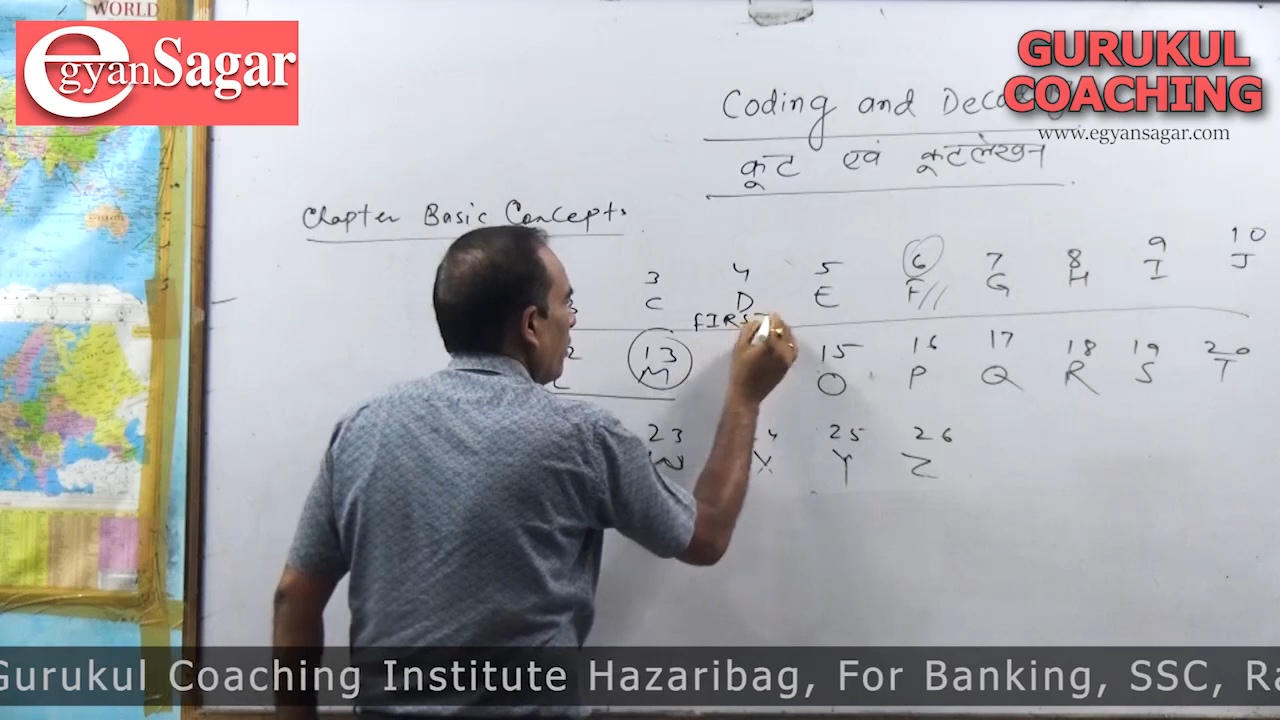 WORLD
egyanSagar
GURUKUL
COACHING
www.egyansagar.com
Coding and
कूट एवं कूटलेखन
Chapter Basic Concepts
3 4 5 6 7 8 9 10
C D E F// G H I J
FIRST
13 15 16 17 18 19 20
M O P Q R S T
23 25 26
W X Y Z
Gurukul Coaching Institute Hazaribag, For Banking, SSC,